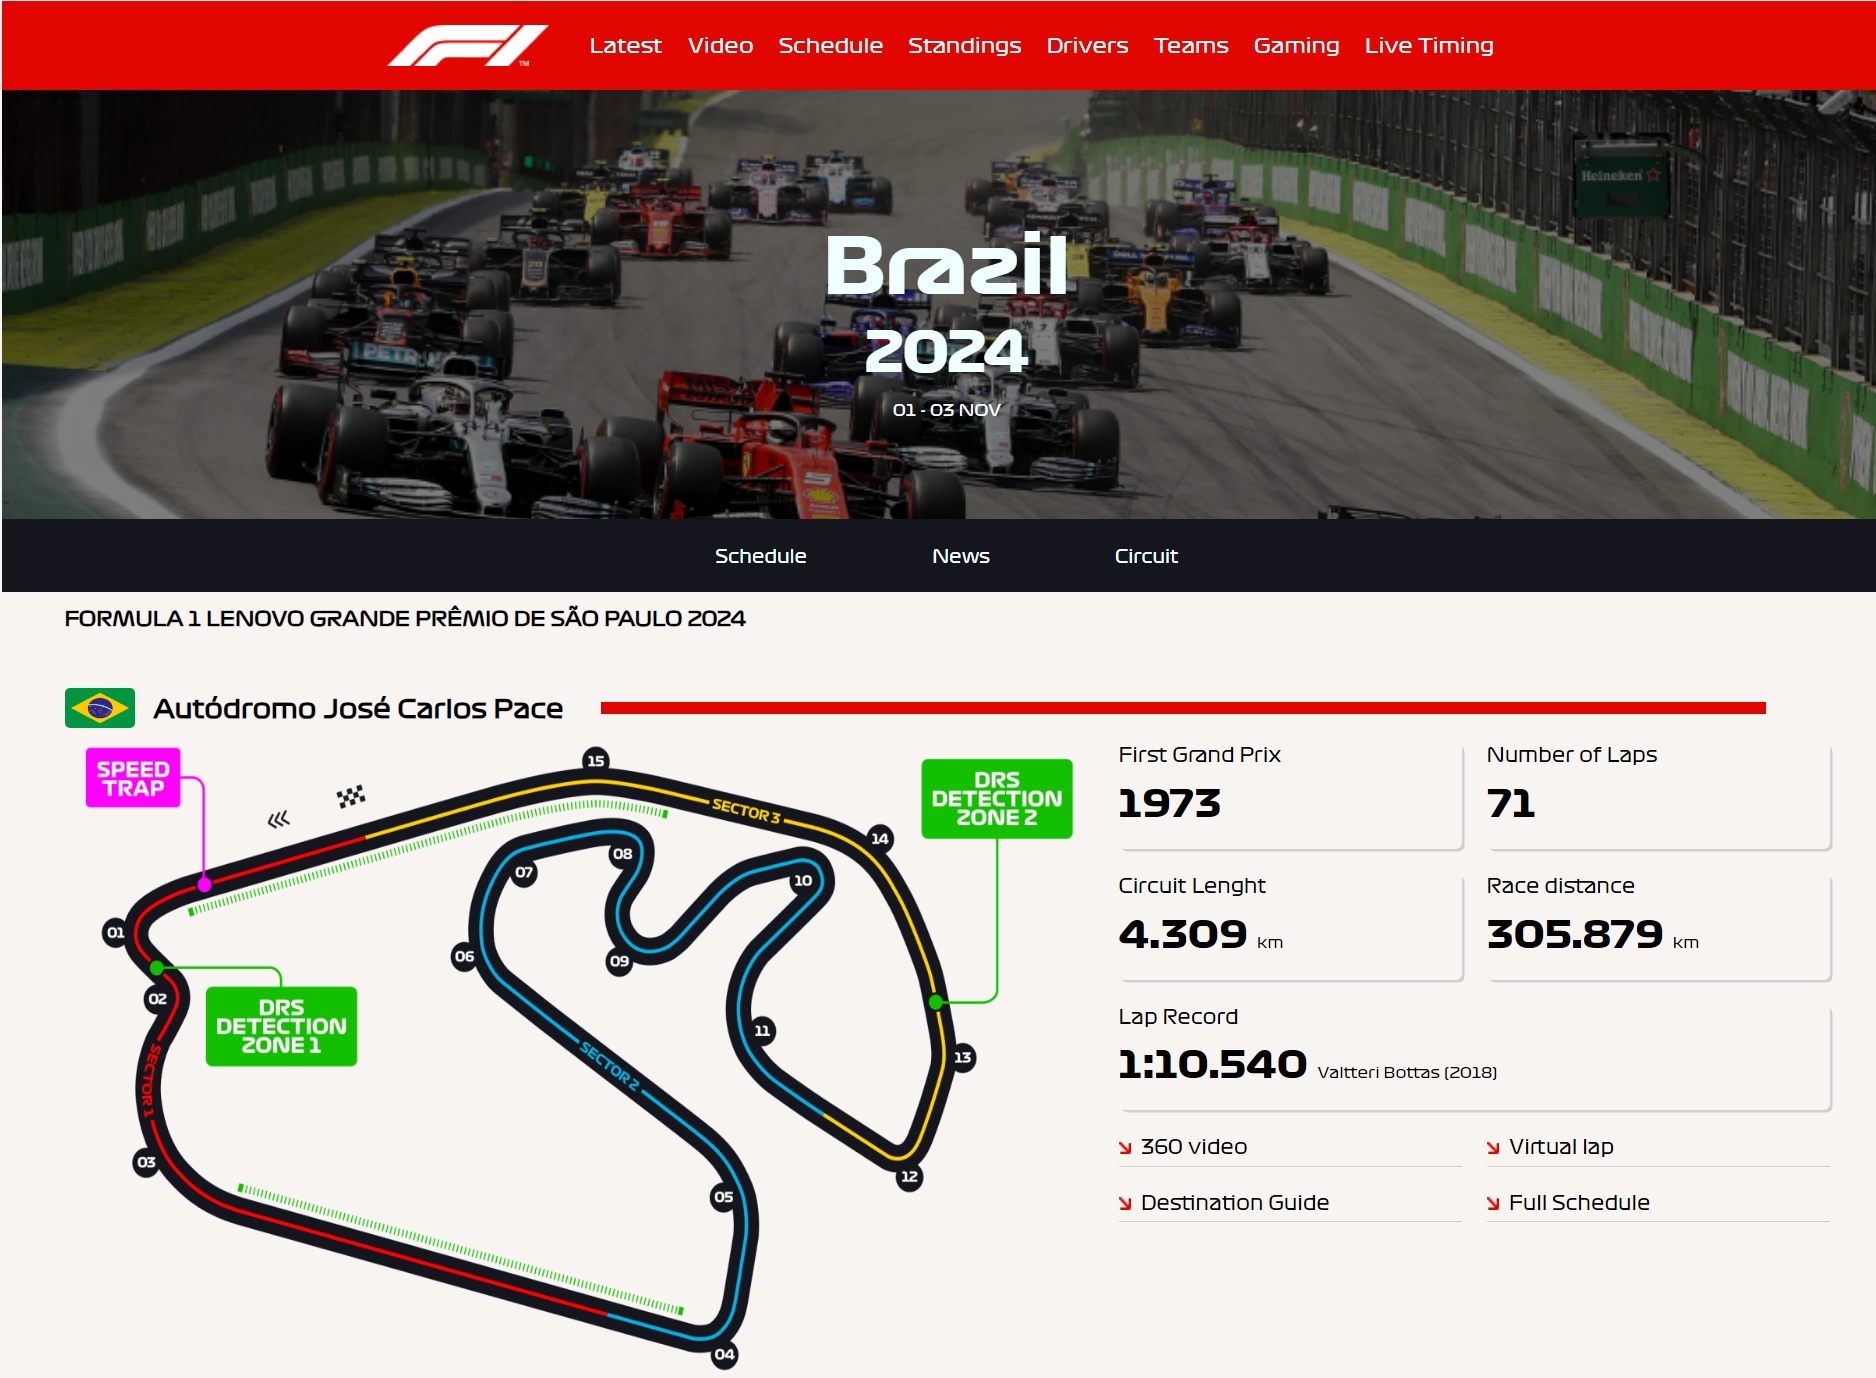 F1 TM
Latest Video Schedule Standings Drivers Teams Gaming Live Timing
Heineken
Brazil
2024
01 - 03 NOV
Schedule News Circuit
FORMULA 1 LENOVO GRANDE PRÊMIO DE SÃO PAULO 2024
Autódromo José Carlos Pace
SPEED
TRAP
DRS
DETECTION
ZONE 2
DRS
DETECTION
ZONE 1
SECTOR 1
SECTOR 2
SECTOR 3
01
02
03
04
05
06
07
08
09
10
11
12
13
14
15
First Grand Prix
1973
Number of Laps
71
Circuit Lenght
4.309 km
Race distance
305.879 km
Lap Record
1:10.540 Valtteri Bottas (2018)
360 video
Virtual lap
Destination Guide
Full Schedule